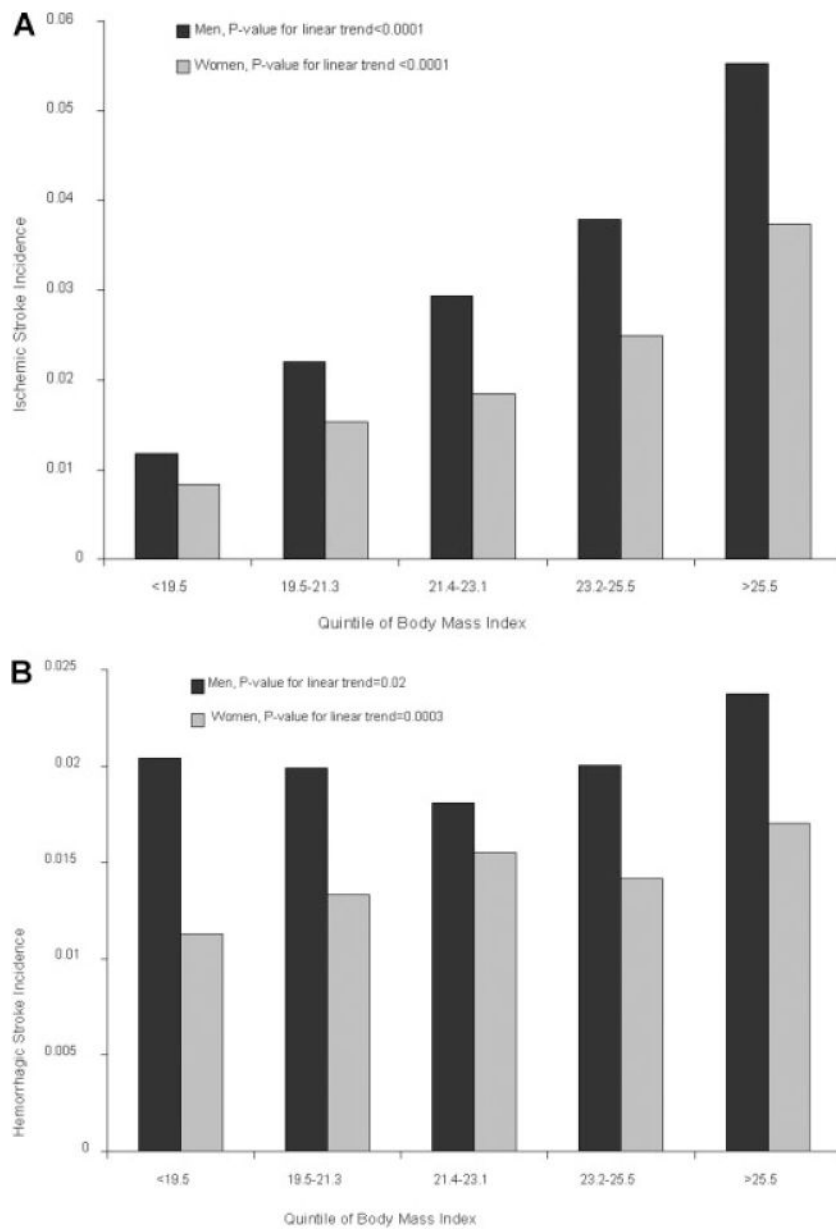 A
0.06
Men, P-value for linear trend<0.0001
Women, P-value for linear trend <0.0001
0.05
0.04
0.03
0.02
0.01
0
Ischemic Stroke Incidence
<19.5 19.5-21.3 21.4-23.1 23.2-25.5 >25.5
Quintile of Body Mass Index
B
0.025
Men, P-value for linear trend=0.02
Women, P-value for linear trend=0.0003
0.02
0.015
0.01
0.005
0
Hemorrhagic Stroke Incidence
<19.5 19.5-21.3 21.4-23.1 23.2-25.5 >25.5
Quintile of Body Mass Index